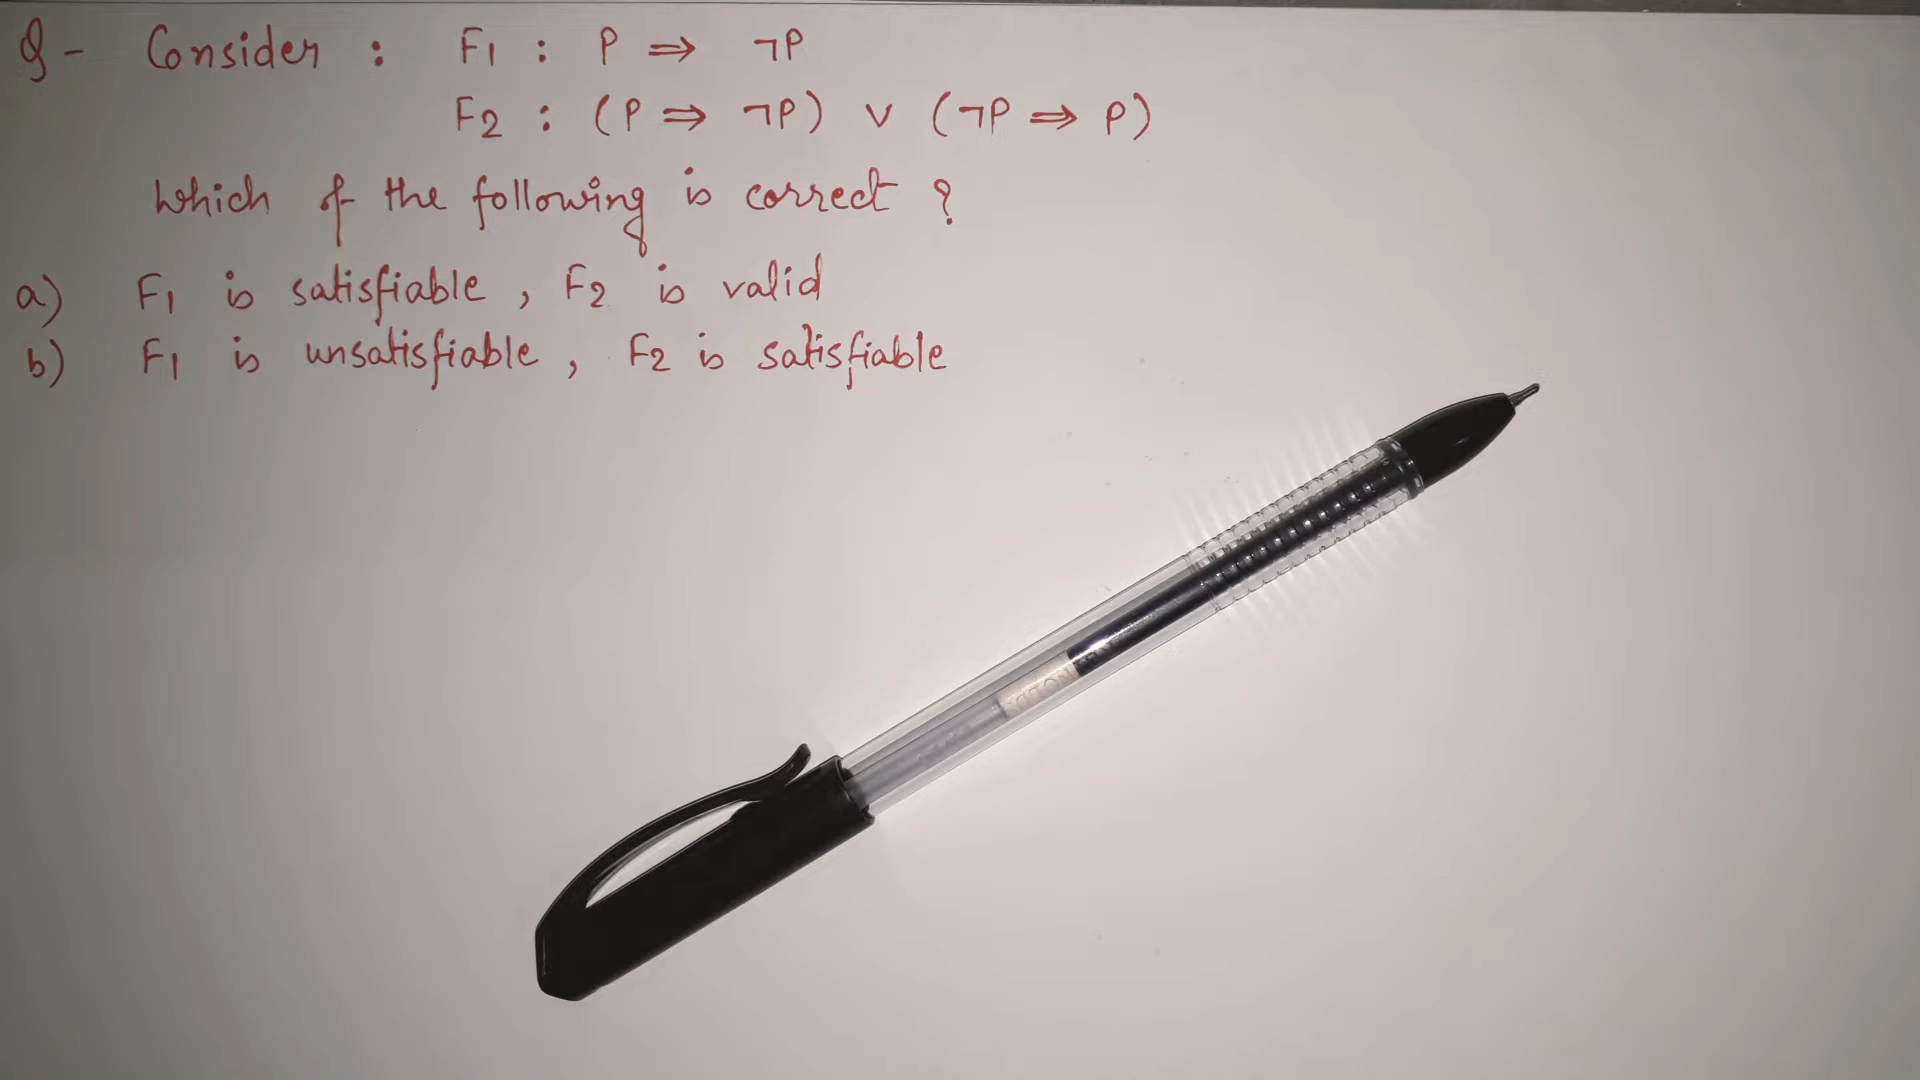 Q- Consider : F1 : P ⇒ ¬P
F2 : (P ⇒ ¬P) ∨ (¬P ⇒ P)
Which of the following is correct ?
a) F1 is satisfiable , F2 is valid
b) F1 is unsatisfiable , F2 is satisfiable